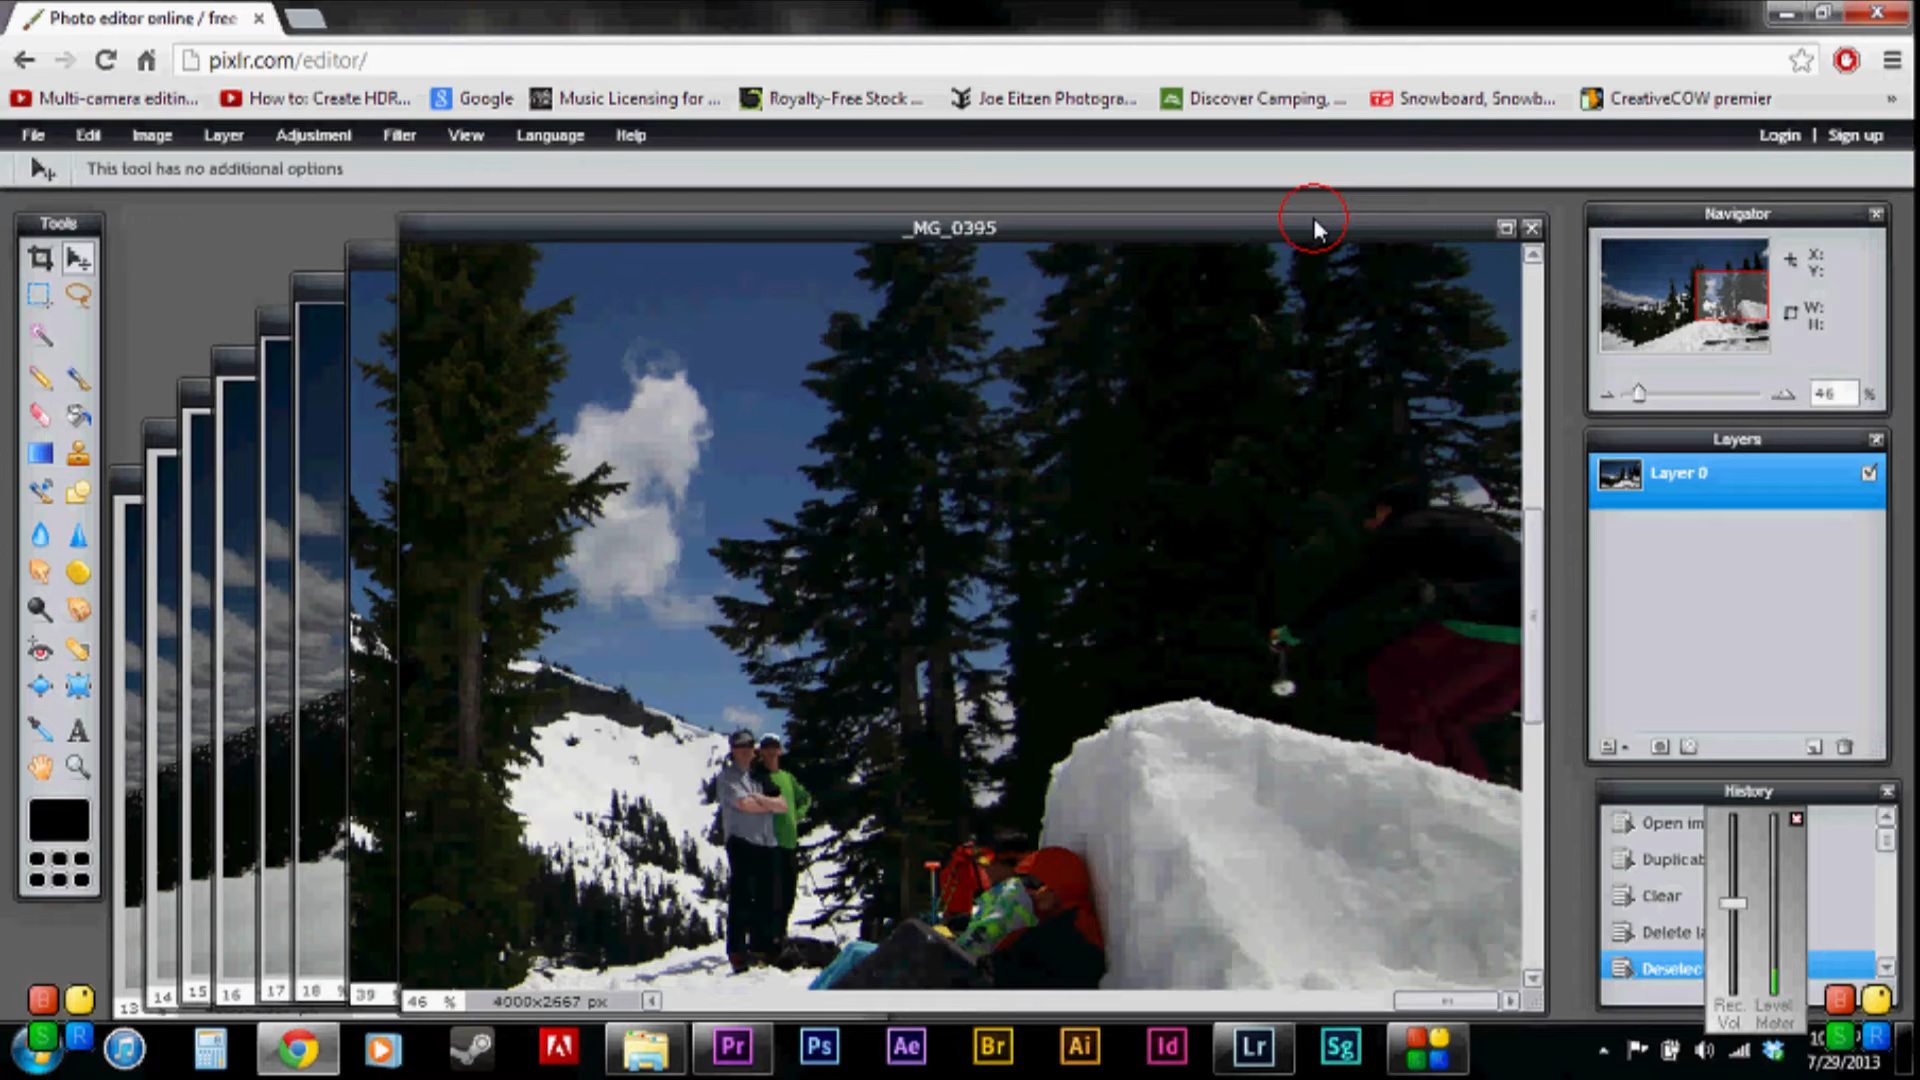 Photo editor online / free
pixlr.com/editor/
Multi-camera editin... How to: Create HDR... Google Music Licensing for ... Royalty-Free Stock ... Joe Eitzen Photogra... Discover Camping, ... Snowboard, Snowb... CreativeCOW premier »
File Edit Image Layer Adjustment Filter View Language Help Login | Sign up
This tool has no additional options
Tools
_MG_0395
Navigator
X:
Y:
W:
H:
46 %
Layers
Layer 0
History
Open im
Duplicat
Clear
Delete la
Deselec
Rec. Level
Vol Meter
13 14 15 16 17 18 % 39
46 % 4000x2667 px
A
B
S R
Pr Ps Ae Br Ai Id Lr Sg
B
S R
7/29/2013